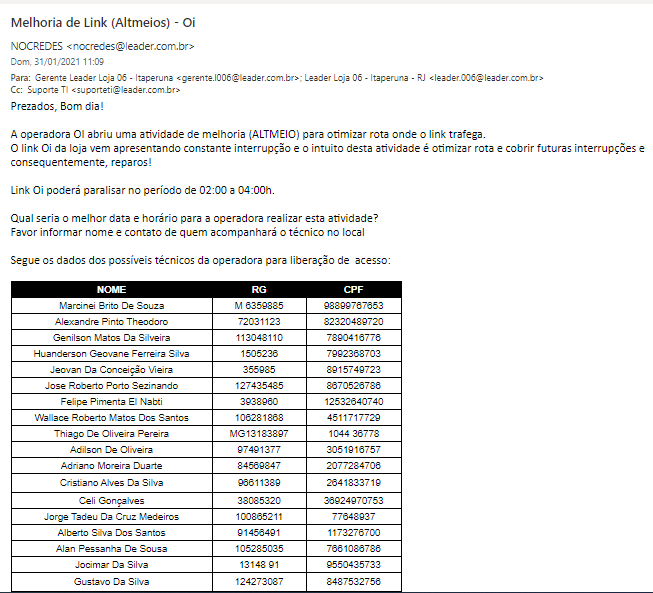 Melhoria de Link (Altmeios) - Oi
NOCREDES <nocredes@leader.com.br>
Dom, 31/01/2021 11:09
Para: Gerente Leader Loja 06 - Itaperuna <gerente.l006@leader.com.br>; Leader Loja 06 - Itaperuna - RJ <leader.006@leader.com.br>
Cc: Suporte TI <suporteti@leader.com.br>
Prezados, Bom dia!
A operadora OI abriu uma atividade de melhoria (ALTMEIO) para otimizar rota onde o link trafega.
O link Oi da loja vem apresentando constante interrupção e o intuito desta atividade é otimizar rota e cobrir futuras interrupções e
consequentemente, reparos!
Link Oi poderá paralisar no período de 02:00 a 04:00h.
Qual seria o melhor data e horário para a operadora realizar esta atividade?
Favor informar nome e contato de quem acompanhará o técnico no local
Segue os dados dos possíveis técnicos da operadora para liberação de acesso:
NOME RG CPF
Marcinei Brito De Souza M 6359885 98899767653
Alexandre Pinto Theodoro 72031123 82320489720
Genilson Matos Da Silveira 113048110 7890416776
Huanderson Geovane Ferreira Silva 1505236 7992368703
Jeovan Da Conceição Vieira 355985 8915749723
Jose Roberto Porto Sezinando 127435485 8670526786
Felipe Pimenta El Nabti 3938960 12532640740
Wallace Roberto Matos Dos Santos 106281868 4511717729
Thiago De Oliveira Pereira MG13183897 1044 36778
Adilson De Oliveira 97491377 3051916757
Adriano Moreira Duarte 84569847 2077284706
Cristiano Alves Da Silva 96611389 2641833719
Celi Gonçalves 38085320 36924970753
Jorge Tadeu Da Cruz Medeiros 100865211 77648937
Alberto Silva Dos Santos 91456491 1173276700
Alan Pessanha De Sousa 105285035 7661086786
Jocimar Da Silva 13148 91 9550435733
Gustavo Da Silva 124273087 8487532756